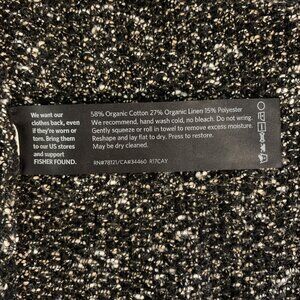 We want our
clothes back, even
if they're worn or
torn. Bring them
to our US stores
and support
FISHER FOUND.
58% Organic Cotton 27% Organic Linen 15% Polyester
We recommend, hand wash cold, no bleach. Do not wring.
Gently squeeze or roll in towel to remove excess moisture.
Reshape and lay flat to dry. Press to restore.
May be dry cleaned.
RN#78121/CA#34460 R17CAY